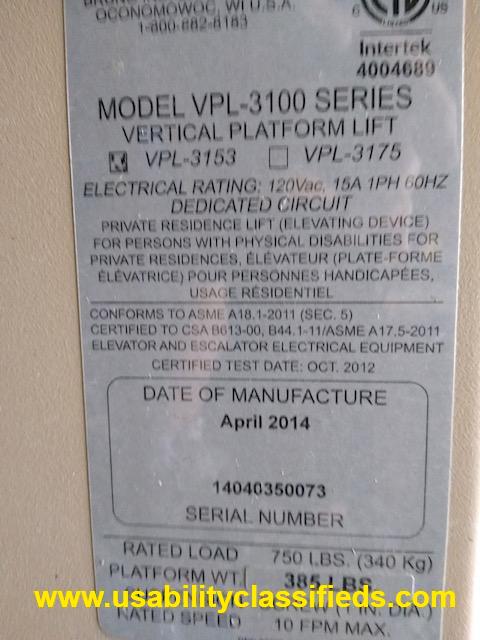 OCONOMOWOC, WI U.S.A.
1-800-882-8183
US
Intertek
4004689
MODEL VPL-3100 SERIES
VERTICAL PLATFORM LIFT
VPL-3153 VPL-3175
ELECTRICAL RATING: 120Vac, 15A 1PH 60HZ
DEDICATED CIRCUIT
PRIVATE RESIDENCE LIFT (ELEVATING DEVICE)
FOR PERSONS WITH PHYSICAL DISABILITIES FOR
PRIVATE RESIDENCES, ÉLEVATEUR (PLATE-FORME
ÉLÉVATRICE) POUR PERSONNES HANDICAPÉES,
USAGE RÉSIDENTIEL
CONFORMS TO ASME A18.1-2011 (SEC. 5)
CERTIFIED TO CSA B613-00, B44.1-11/ASME A17.5-2011
ELEVATOR AND ESCALATOR ELECTRICAL EQUIPMENT
CERTIFIED TEST DATE: OCT. 2012
DATE OF MANUFACTURE
April 2014
14040350073
SERIAL NUMBER
RATED LOAD 750 LBS. (340 Kg)
PLATFORM WT. 385 LBS
www.usabilityclassifieds.com
RATED SPEED 10 FPM MAX.